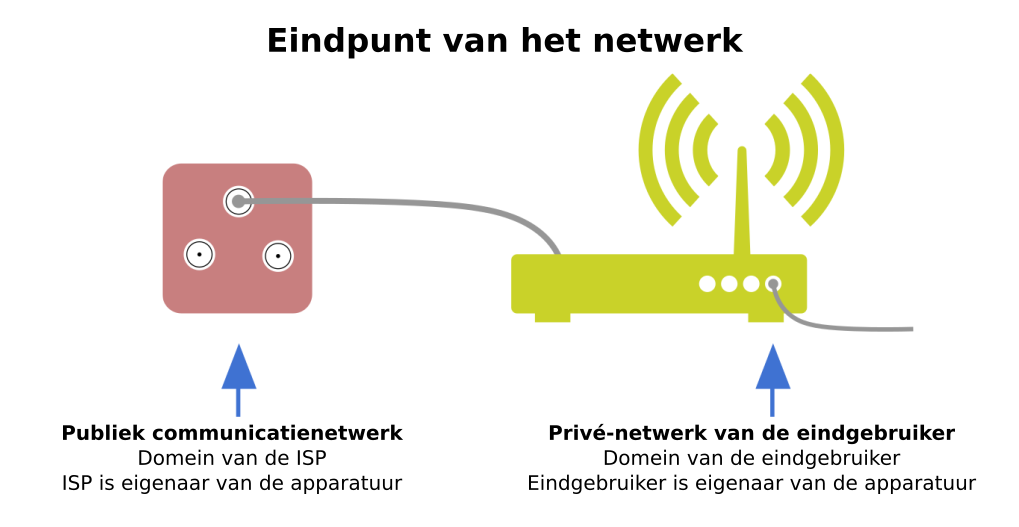 Eindpunt van het netwerk
Publiek communicatienetwerk
Domein van de ISP
ISP is eigenaar van de apparatuur
Privé-netwerk van de eindgebruiker
Domein van de eindgebruiker
Eindgebruiker is eigenaar van de apparatuur